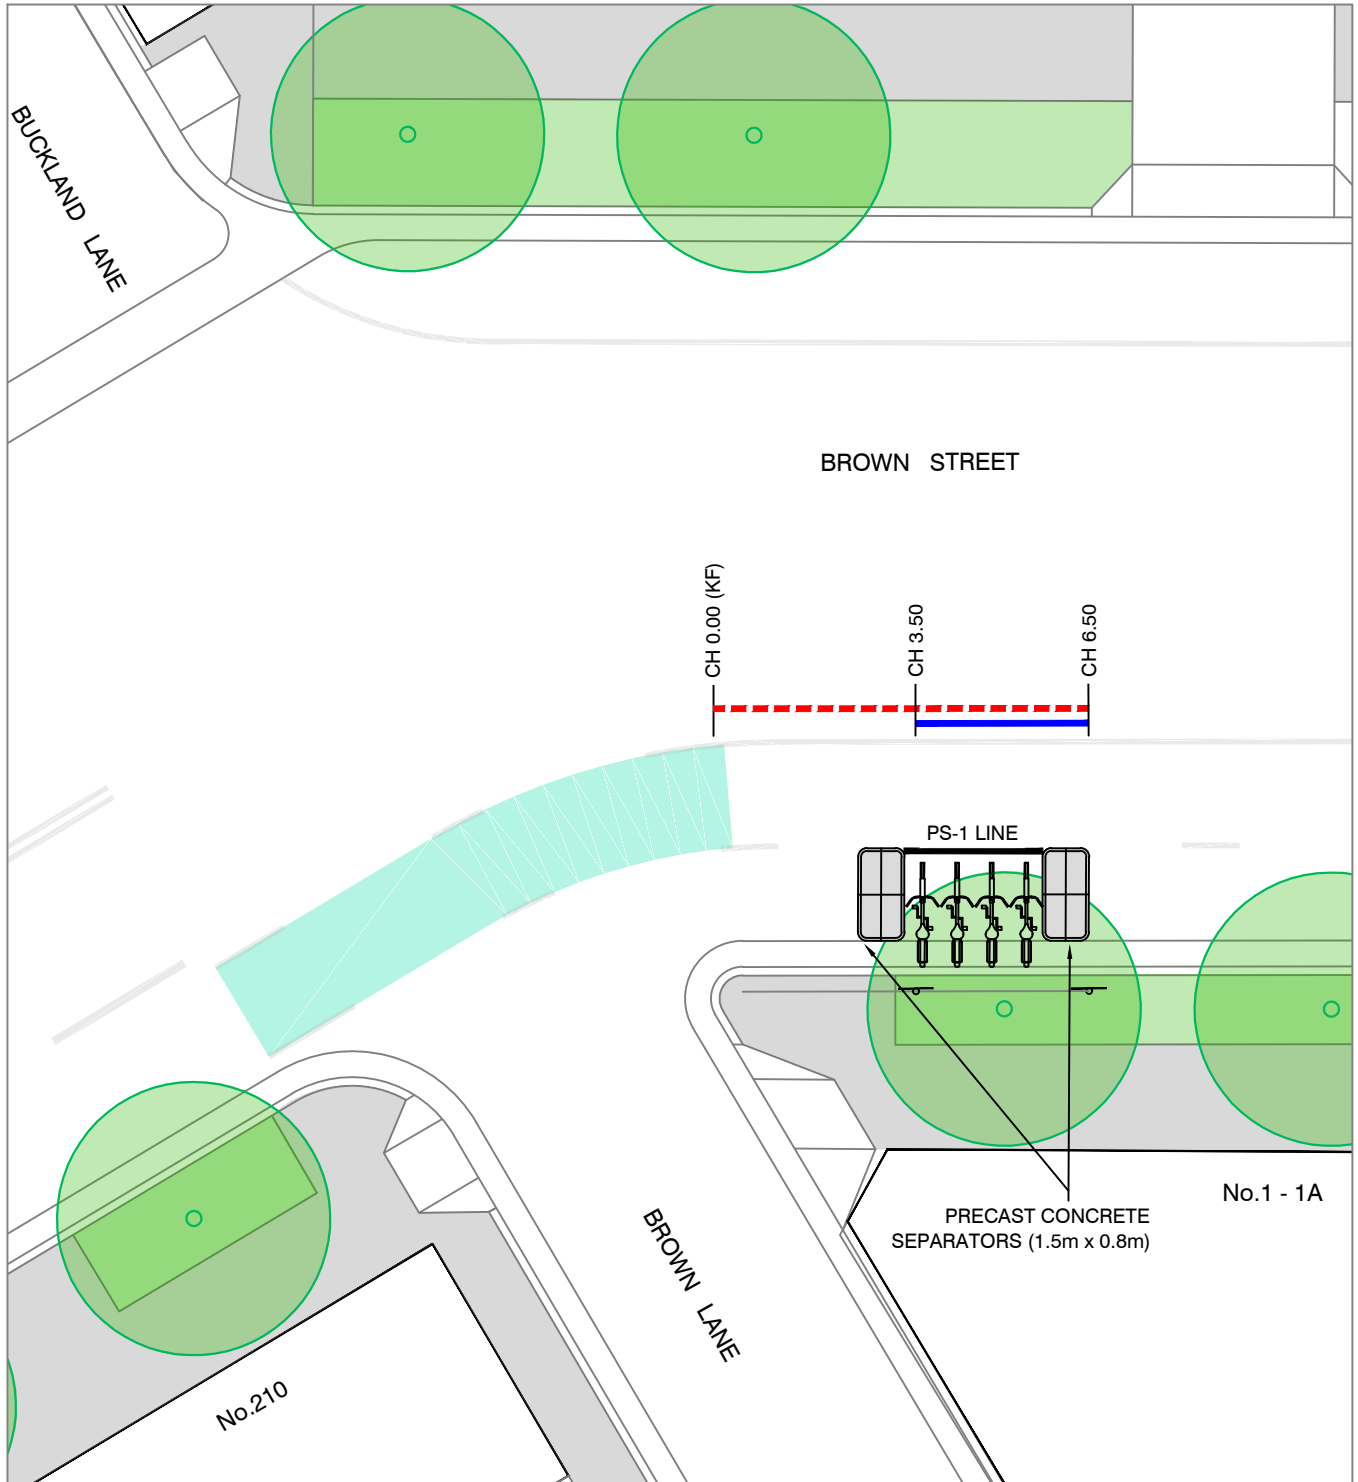 BUCKLAND LANE
BROWN STREET
CH 0.00 (KF)
CH 3.50
CH 6.50
PS-1 LINE
No.1 - 1A
PRECAST CONCRETE
SEPARATORS (1.5m x 0.8m)
BROWN LANE
No.210